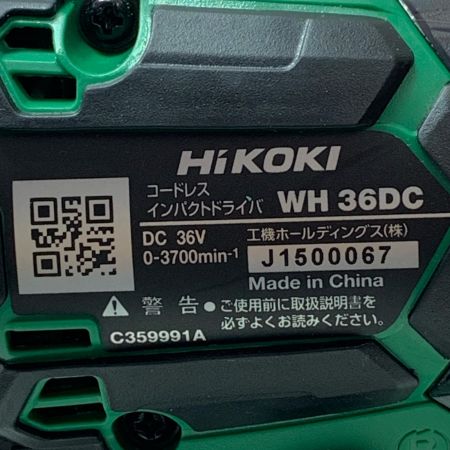 HiKOKI
コードレス
インパクトドライバ WH 36DC
DC 36V 工機ホールディングス(株)
0-3700min-1 J1500067
Made in China
警告 ●ご使用前に取扱説明書を
必ずよくお読みください。
C359991A
R